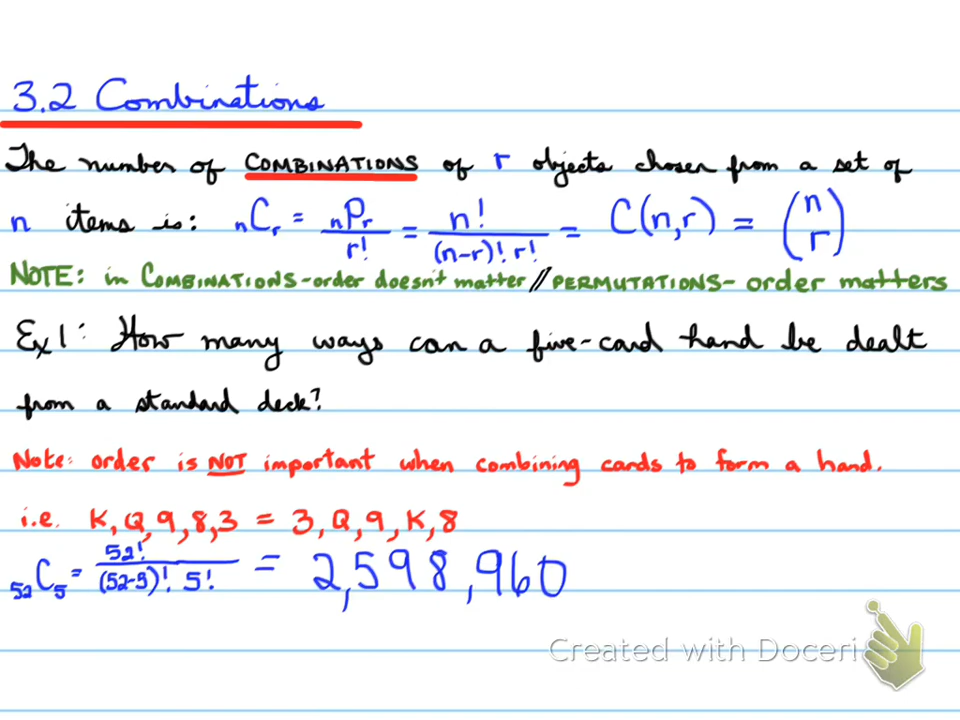 3.2 Combinations
The number of COMBINATIONS of r objects chosen from a set of
n items is: nCr = nPr/r! = n!/(n-r)! r! = C(n,r) = (n r)
NOTE: in COMBINATIONS-order doesn't matter // PERMUTATIONS- order matters
Ex1: How many ways can a five-card hand be dealt
from a standard deck?
Note: order is NOT important when combining cards to form a hand.
i.e. K, Q, 9, 8, 3 = 3, Q, 9, K, 8
52C5 = 52!/(52-5)! 5! = 2,598,960
Created with Doceri